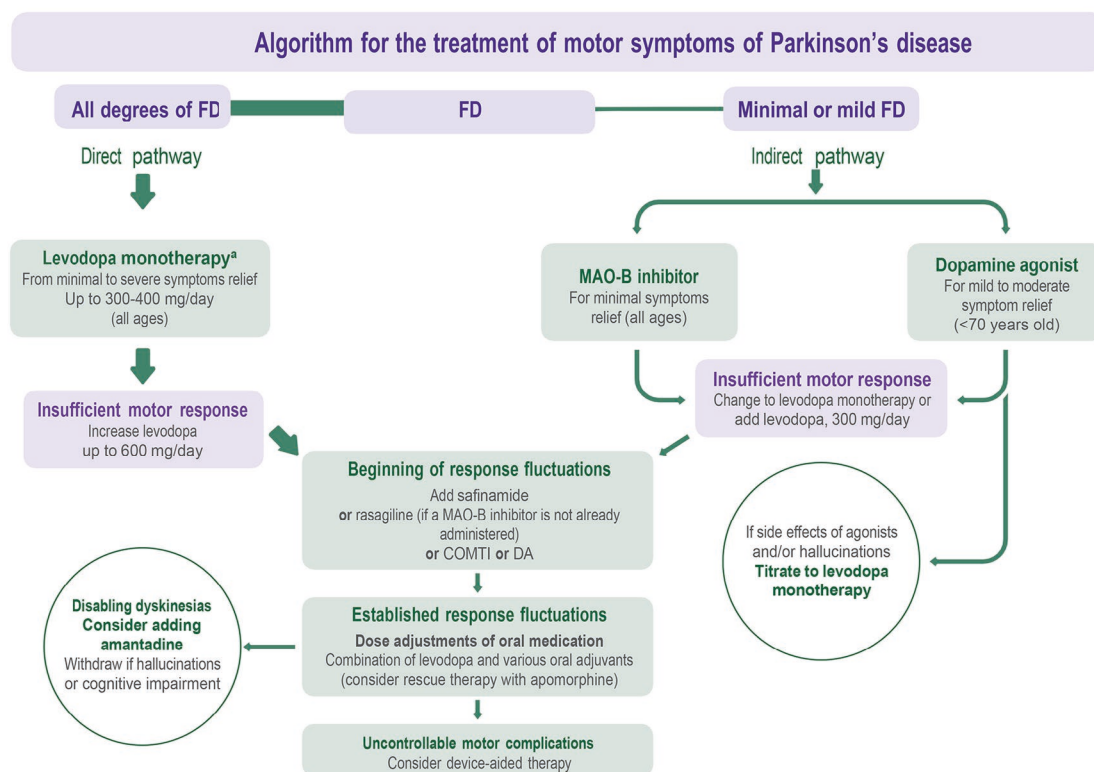 Algorithm for the treatment of motor symptoms of Parkinson's disease
All degrees of FD
FD
Minimal or mild FD
Direct pathway
Indirect pathway
Levodopa monotherapyᵃ
From minimal to severe symptoms relief
Up to 300-400 mg/day
(all ages)
MAO-B inhibitor
For minimal symptoms
relief (all ages)
Dopamine agonist
For mild to moderate
symptom relief
(<70 years old)
Insufficient motor response
Increase levodopa
up to 600 mg/day
Insufficient motor response
Change to levodopa monotherapy or
add levodopa, 300 mg/day
Beginning of response fluctuations
Add safinamide
or rasagiline (if a MAO-B inhibitor is not already
administered)
or COMTI or DA
If side effects of agonists
and/or hallucinations
Titrate to levodopa
monotherapy
Disabling dyskinesias
Consider adding
amantadine
Withdraw if hallucinations
or cognitive impairment
Established response fluctuations
Dose adjustments of oral medication
Combination of levodopa and various oral adjuvants
(consider rescue therapy with apomorphine)
Uncontrollable motor complications
Consider device-aided therapy